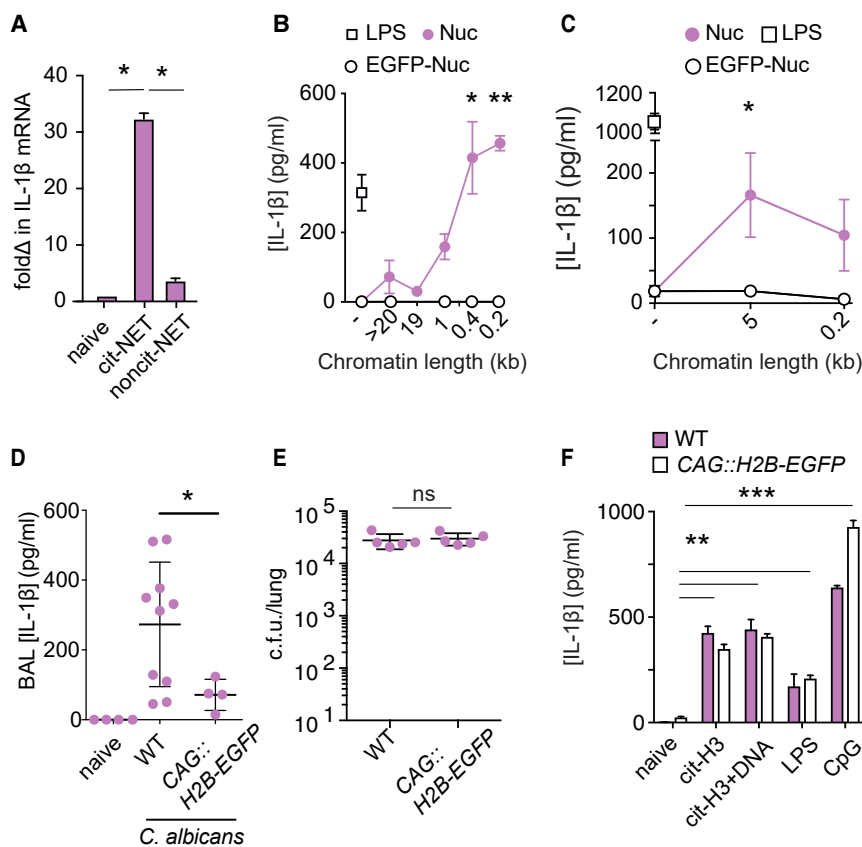 A
foldΔ in IL-1β mRNA
40
30
20
10
0
* *
naive
cit-NET
noncit-NET
B
LPS Nuc
EGFP-Nuc
[IL-1β] (pg/ml)
600
400
200
0
* **
-
>20
19
1
0.4
0.2
Chromatin length (kb)
C
Nuc LPS
EGFP-Nuc
[IL-1β] (pg/ml)
1200
1000
200
100
0
*
-
5
0.2
Chromatin length (kb)
D
BAL [IL-1β] (pg/ml)
600
400
200
0
*
naive
WT
CAG::
H2B-EGFP
C. albicans
E
c.f.u./lung
10^5
10^4
10^3
10^2
10^1
ns
WT
CAG::
H2B-EGFP
F
WT
CAG::H2B-EGFP
[IL-1β] (pg/ml)
1000
500
0
***
**
naive
cit-H3
cit-H3+DNA
LPS
CpG